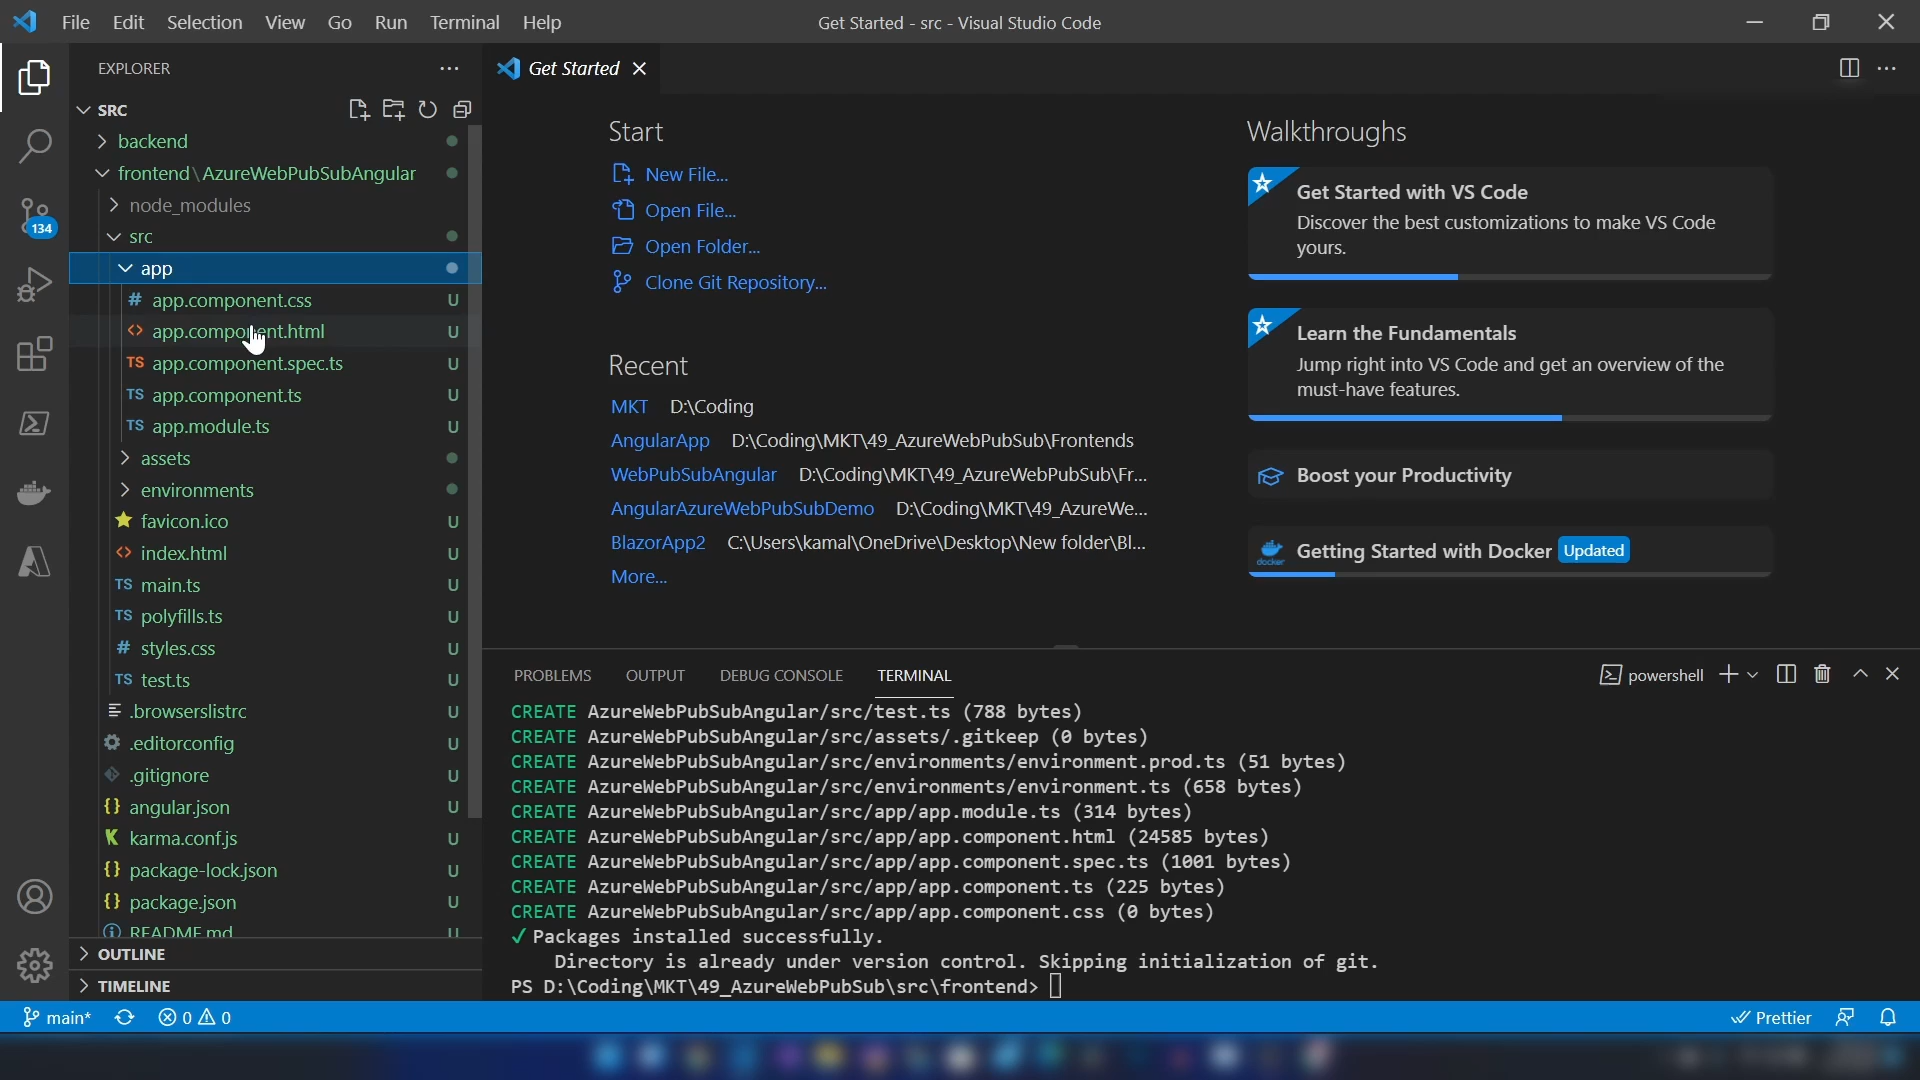 File Edit Selection View Go Run Terminal Help
Get Started - src - Visual Studio Code
EXPLORER
SRC
backend
frontend\AzureWebPubSubAngular
node_modules
src
app
# app.component.css U
<> app.component.html U
TS app.component.spec.ts U
TS app.component.ts U
TS app.module.ts U
assets
environments
favicon.ico U
<> index.html U
TS main.ts U
TS polyfills.ts U
# styles.css U
TS test.ts U
.browserslistrc U
.editorconfig U
.gitignore U
{} angular.json U
K karma.conf.js U
{} package-lock.json U
{} package.json U
README.md U
OUTLINE
TIMELINE
134
Get Started
Start
New File...
Open File...
Open Folder...
Clone Git Repository...
Recent
MKT D:\Coding
AngularApp D:\Coding\MKT\49_AzureWebPubSub\Frontends
WebPubSubAngular D:\Coding\MKT\49_AzureWebPubSub\Fr...
AngularAzureWebPubSubDemo D:\Coding\MKT\49_AzureWe...
BlazorApp2 C:\Users\kamal\OneDrive\Desktop\New folder\Bl...
More...
Walkthroughs
Get Started with VS Code
Discover the best customizations to make VS Code
yours.
Learn the Fundamentals
Jump right into VS Code and get an overview of the
must-have features.
Boost your Productivity
docker
Getting Started with Docker Updated
PROBLEMS OUTPUT DEBUG CONSOLE TERMINAL
powershell
CREATE AzureWebPubSubAngular/src/test.ts (788 bytes)
CREATE AzureWebPubSubAngular/src/assets/.gitkeep (0 bytes)
CREATE AzureWebPubSubAngular/src/environments/environment.prod.ts (51 bytes)
CREATE AzureWebPubSubAngular/src/environments/environment.ts (658 bytes)
CREATE AzureWebPubSubAngular/src/app/app.module.ts (314 bytes)
CREATE AzureWebPubSubAngular/src/app/app.component.html (24585 bytes)
CREATE AzureWebPubSubAngular/src/app/app.component.spec.ts (1001 bytes)
CREATE AzureWebPubSubAngular/src/app/app.component.ts (225 bytes)
CREATE AzureWebPubSubAngular/src/app/app.component.css (0 bytes)
✓ Packages installed successfully.
Directory is already under version control. Skipping initialization of git.
PS D:\Coding\MKT\49_AzureWebPubSub\src\frontend>
main* 0 0
Prettier